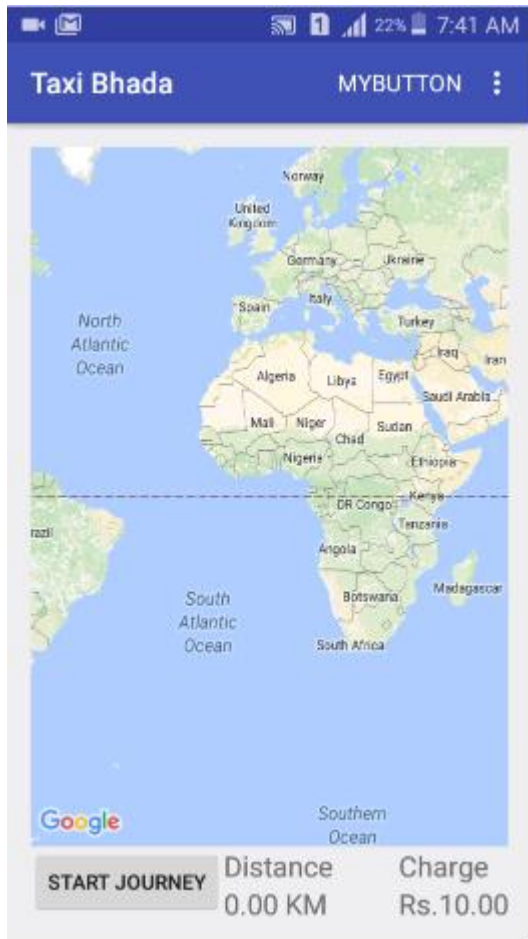 1 22% 7:41 AM
Taxi Bhada MYBUTTON
Norway
United
Kingdom
Germany Ukraine
Spain Italy
Turkey
North
Atlantic
Ocean
Iraq Iran
Algeria Libya Egypt
Saudi Arabia
Mali Niger Sudan
Chad
Nigeria Ethiopia
DR Congo Kenya
Tanzania
razil
Angola
Madagascar
Botswana
South
Atlantic
Ocean
South Africa
Google
Southern
Ocean
START JOURNEY
Distance
0.00 KM
Charge
Rs.10.00